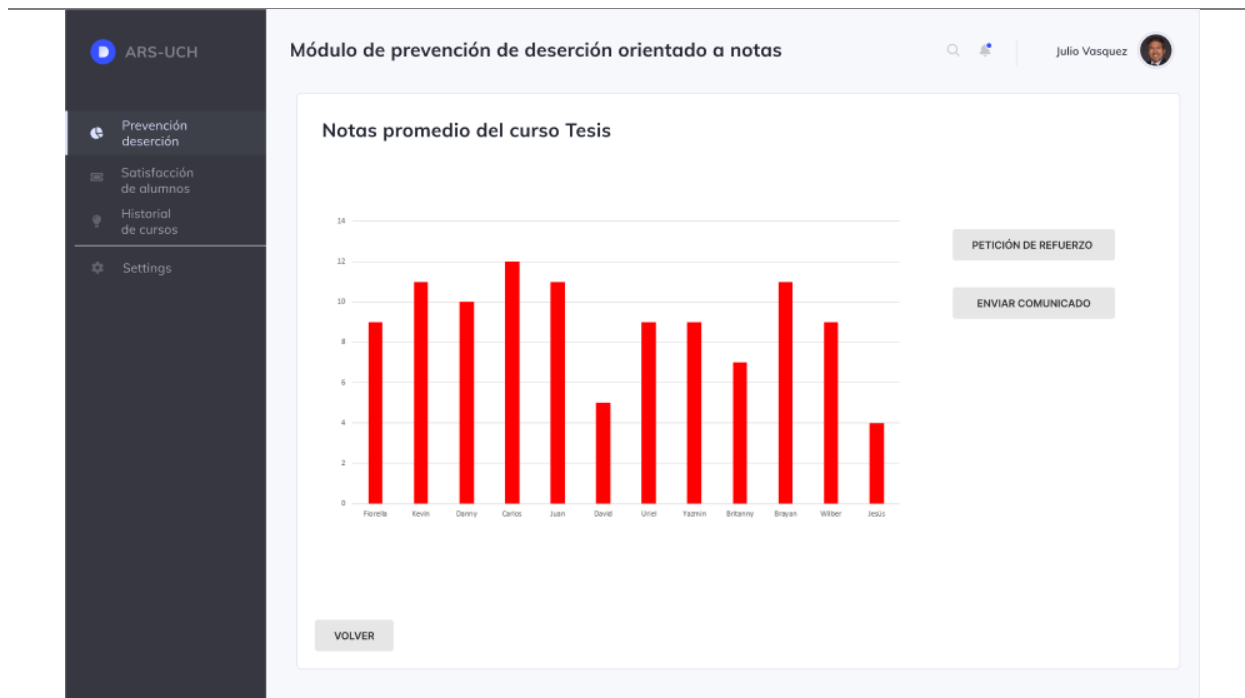 ARS-UCH
Módulo de prevención de deserción orientado a notas
Julio Vasquez
Prevención
deserción
Satisfacción
de alumnos
Historial
de cursos
Settings
Notas promedio del curso Tesis
14
12
10
8
6
4
2
0
Fiorella Kevin Danny Carlos Juan David Uriel Yazmin Britanny Brayan Wilber Jesús
PETICIÓN DE REFUERZO
ENVIAR COMUNICADO
VOLVER